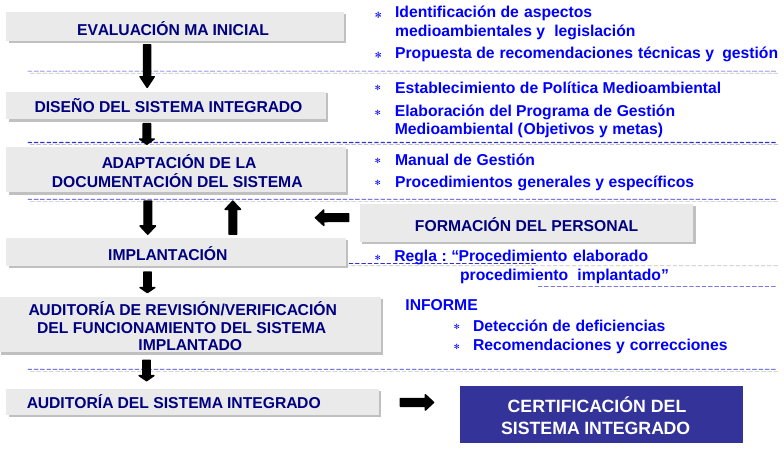 EVALUACIÓN MA INICIAL
* Identificación de aspectos
medioambientales y legislación
* Propuesta de recomendaciones técnicas y gestión
DISEÑO DEL SISTEMA INTEGRADO
* Establecimiento de Política Medioambiental
* Elaboración del Programa de Gestión
Medioambiental (Objetivos y metas)
ADAPTACIÓN DE LA
DOCUMENTACIÓN DEL SISTEMA
* Manual de Gestión
* Procedimientos generales y específicos
FORMACIÓN DEL PERSONAL
IMPLANTACIÓN
* Regla : “Procedimiento elaborado
procedimiento implantado”
AUDITORÍA DE REVISIÓN/VERIFICACIÓN
DEL FUNCIONAMIENTO DEL SISTEMA
IMPLANTADO
INFORME
* Detección de deficiencias
* Recomendaciones y correcciones
AUDITORÍA DEL SISTEMA INTEGRADO
CERTIFICACIÓN DEL
SISTEMA INTEGRADO